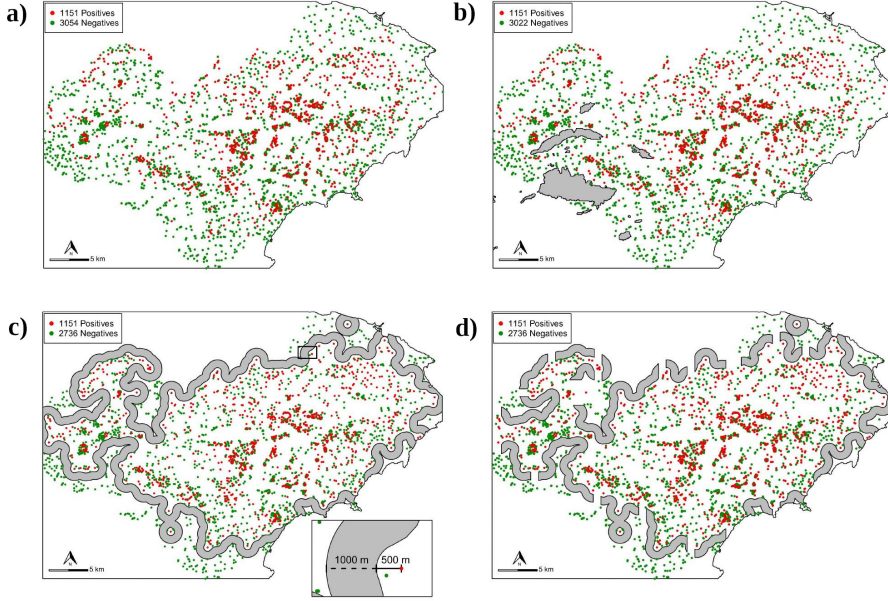 a)
1151 Positives
3054 Negatives
N
5 km
b)
1151 Positives
3022 Negatives
N
5 km
c)
1151 Positives
2736 Negatives
N
5 km
1000 m
500 m
d)
1151 Positives
2736 Negatives
N
5 km